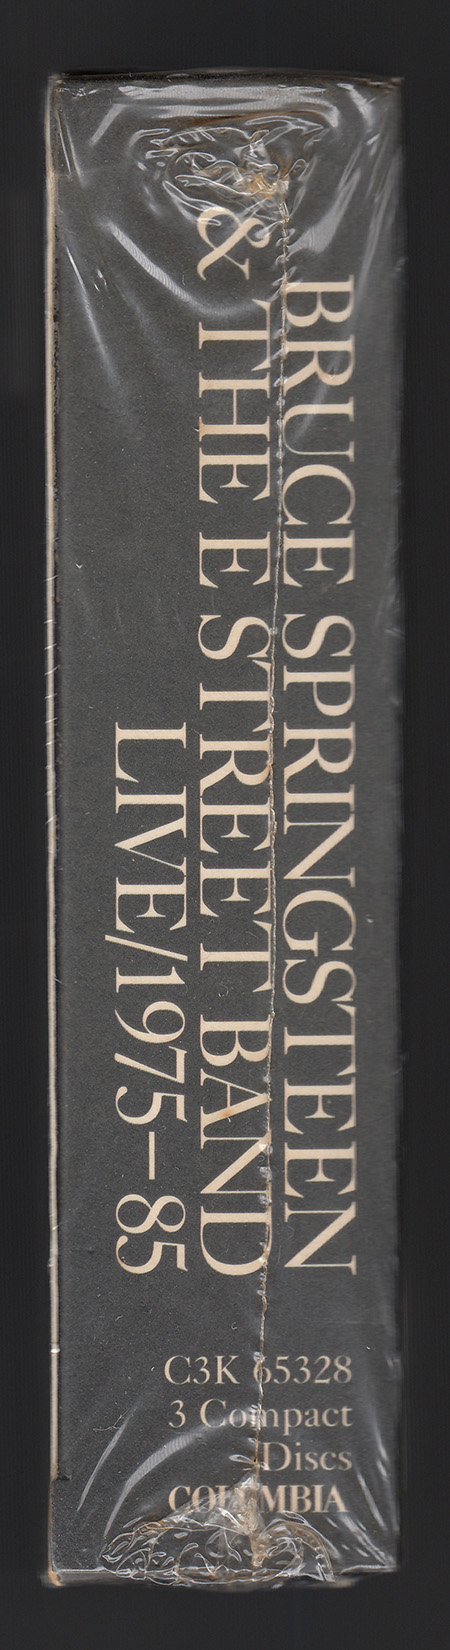 BRUCE SPRINGSTEEN
& THE E STREET BAND
LIVE/1975–85
C3K 65328
3 Compact
Discs
COLUMBIA